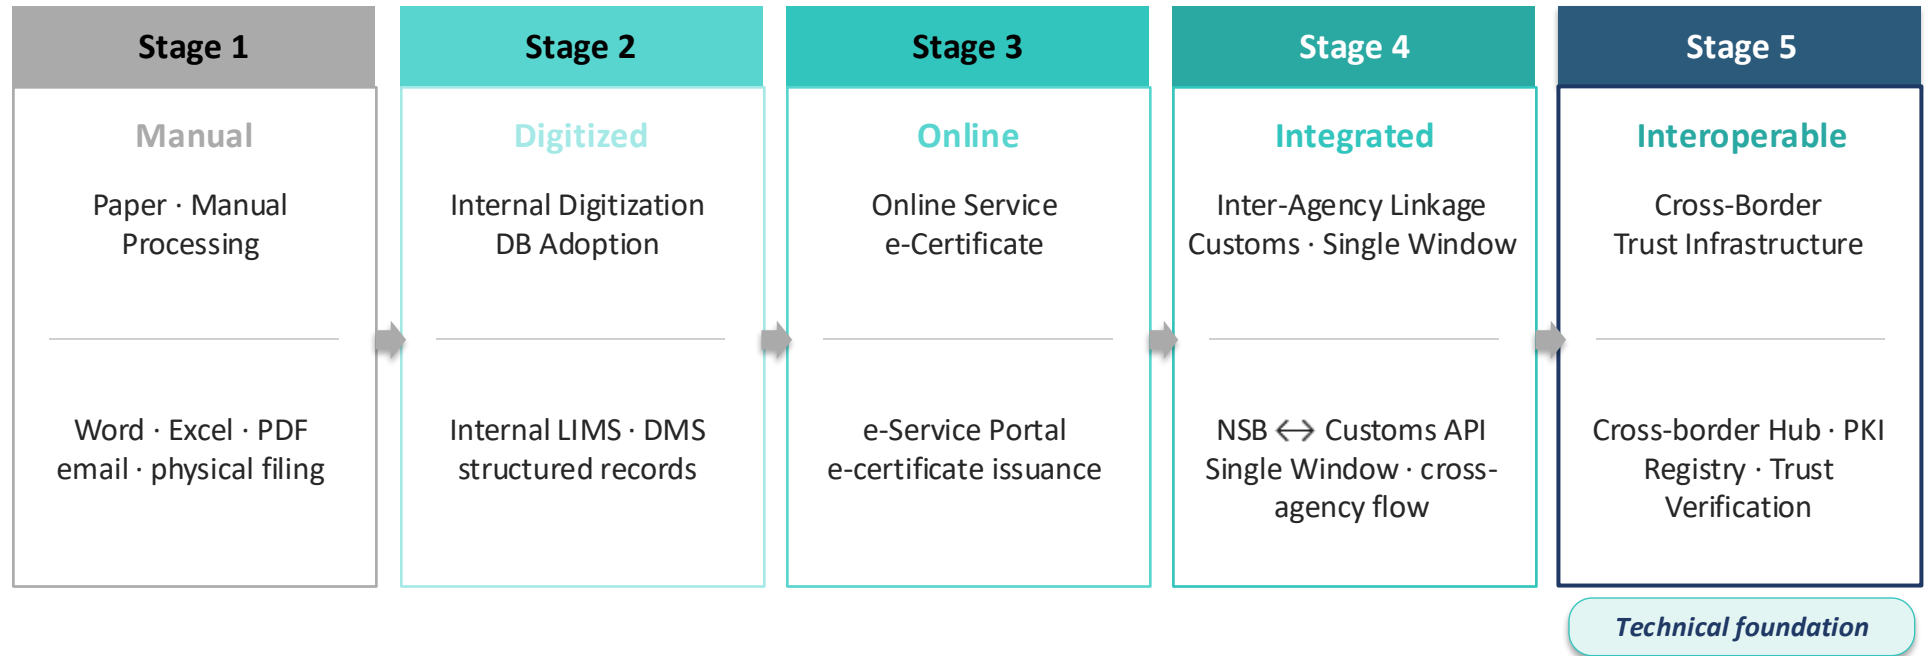 Stage 1
Manual
Paper · Manual
Processing
Word · Excel · PDF
email · physical filing
Stage 2
Digitized
Internal Digitization
DB Adoption
Internal LIMS · DMS
structured records
Stage 3
Online
Online Service
e-Certificate
e-Service Portal
e-certificate issuance
Stage 4
Integrated
Inter-Agency Linkage
Customs · Single Window
NSB ↔ Customs API
Single Window · cross-
agency flow
Stage 5
Interoperable
Cross-Border
Trust Infrastructure
Cross-border Hub · PKI
Registry · Trust
Verification
Technical foundation